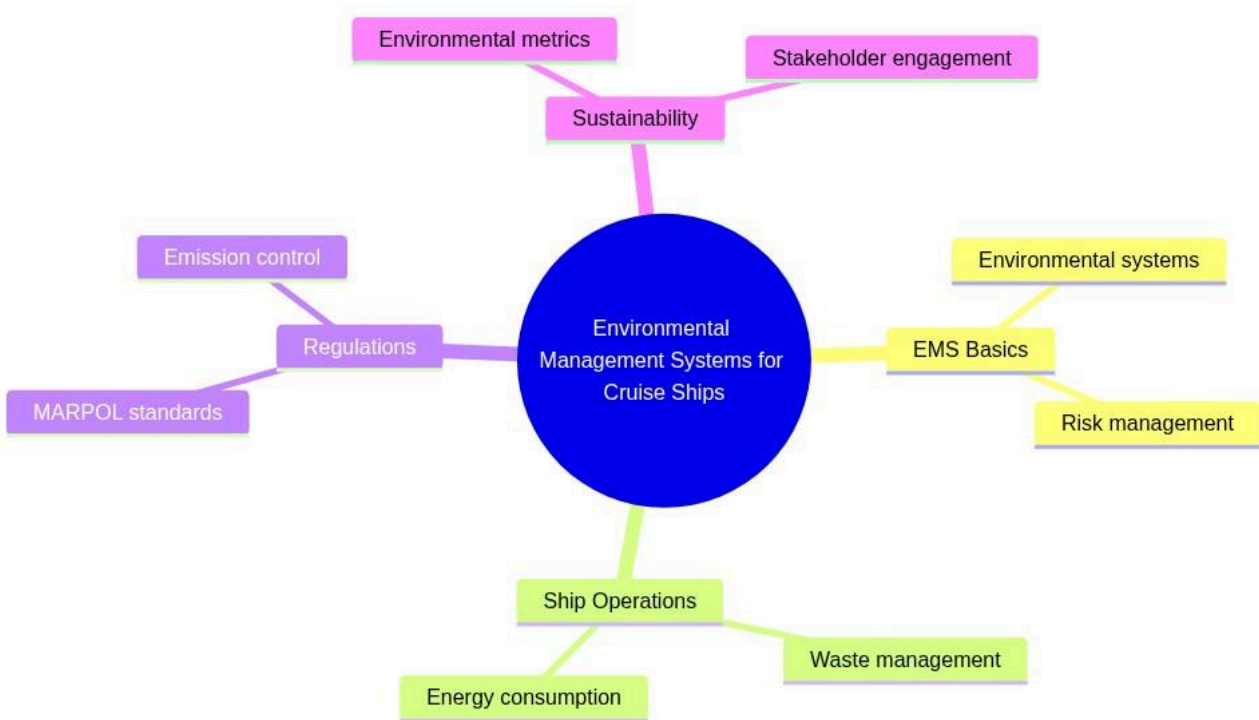 Environmental metrics
Stakeholder engagement
Sustainability
Emission control
Environmental systems
Regulations
Environmental
Management Systems for
Cruise Ships
EMS Basics
MARPOL standards
Risk management
Ship Operations
Waste management
Energy consumption